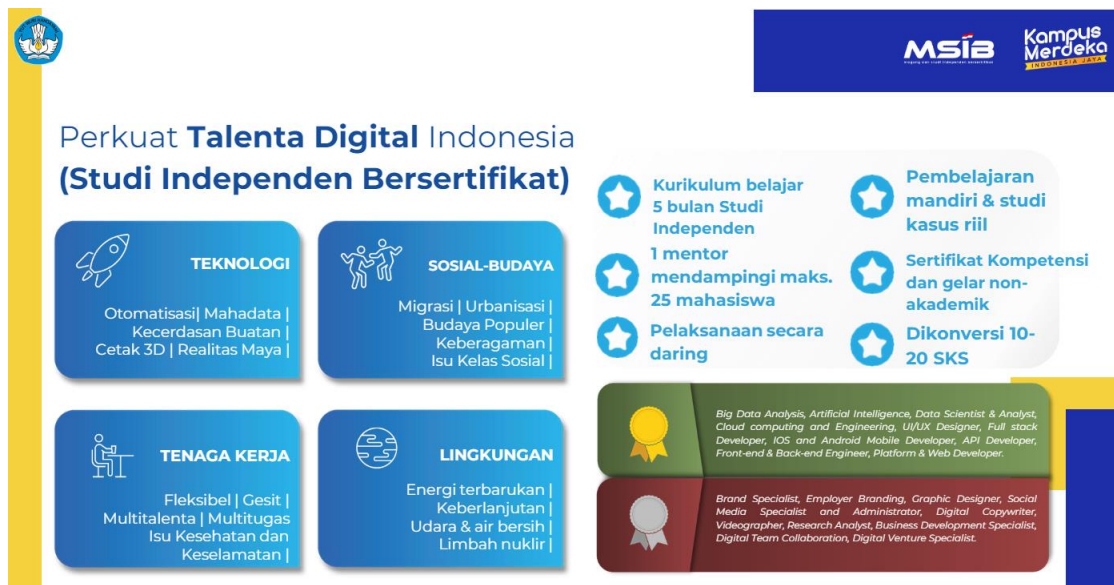 MSIB
Kampus
Merdeka
INDONESIA JAYA
Perkuat Talenta Digital Indonesia
(Studi Independen Bersertifikat)
TEKNOLOGI
Otomatisasi| Mahadata |
Kecerdasan Buatan |
Cetak 3D | Realitas Maya |
SOSIAL-BUDAYA
Migrasi | Urbanisasi |
Budaya Populer |
Keberagaman |
Isu Kelas Sosial |
TENAGA KERJA
Fleksibel | Gesit |
Multitalenta | Multitugas
Isu Kesehatan dan
Keselamatan |
LINGKUNGAN
Energi terbarukan |
Keberlanjutan |
Udara & air bersih |
Limbah nuklir |
Kurikulum belajar
5 bulan Studi
Independen
1 mentor
mendampingi maks.
25 mahasiswa
Pelaksanaan secara
daring
Pembelajaran
mandiri & studi
kasus riil
Sertifikat Kompetensi
dan gelar non-
akademik
Dikonversi 10-
20 SKS
Big Data Analysis, Artificial Intelligence, Data Scientist & Analyst,
Cloud computing and Engineering, UI/UX Designer, Full stack
Developer, IOS and Android Mobile Developer, API Developer,
Front-end & Back-end Engineer, Platform & Web Developer.
Brand Specialist, Employer Branding, Graphic Designer, Social
Media Specialist and Administrator, Digital Copywriter,
Videographer, Research Analyst, Business Development Specialist,
Digital Team Collaboration, Digital Venture Specialist.